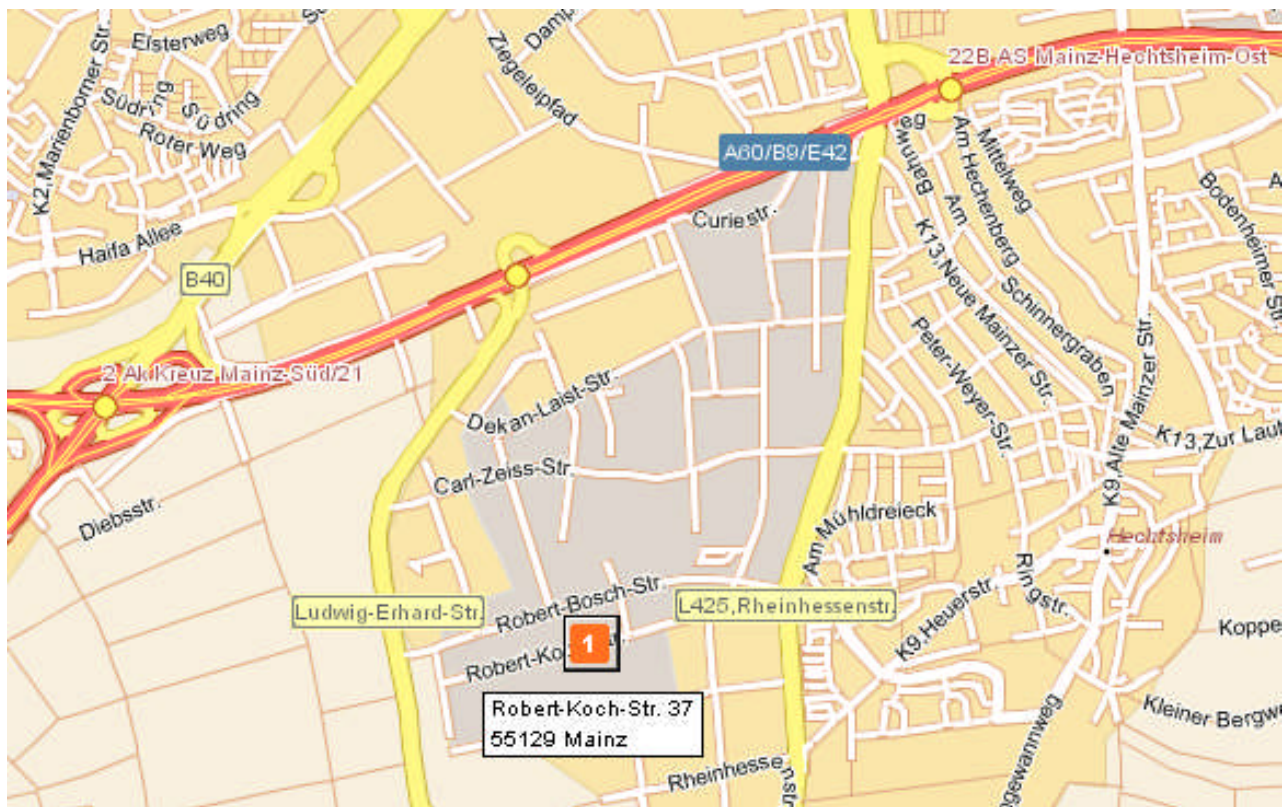 Elsterweg
Damp
Ziegeleipfad
22B AS Mainz-Hechtsheim-Ost
K2,Marienborner Str.
Südring
Südring
Roter Weg
A60/B9/E42
Bahnweg
Mittelweg
Am Hechenberg
Am Schinnergraben
Bodenheimer Str.
A
Haifa Allee
Curiestr.
K13,Neue Mainzer Str.
B40
Peter-Weyer-Str.
K9,Alte Mainzer Str.
2 Ak Kreuz Mainz-Süd/21
Dekan-Laist-Str.
K13,Zur Laut
Carl-Zeiss-Str.
Diebsstr.
Am Mühldreieck
Hechtsheim
Ringstr.
Robert-Bosch-Str.
Ludwig-Erhard-Str.
L425,Rheinhessenstr.
K9,Heuerstr.
Koppe
1
Robert-Ko
Robert-Koch-Str. 37
55129 Mainz
Kleiner Bergwe
Rheinhessenstr
ngewannweg